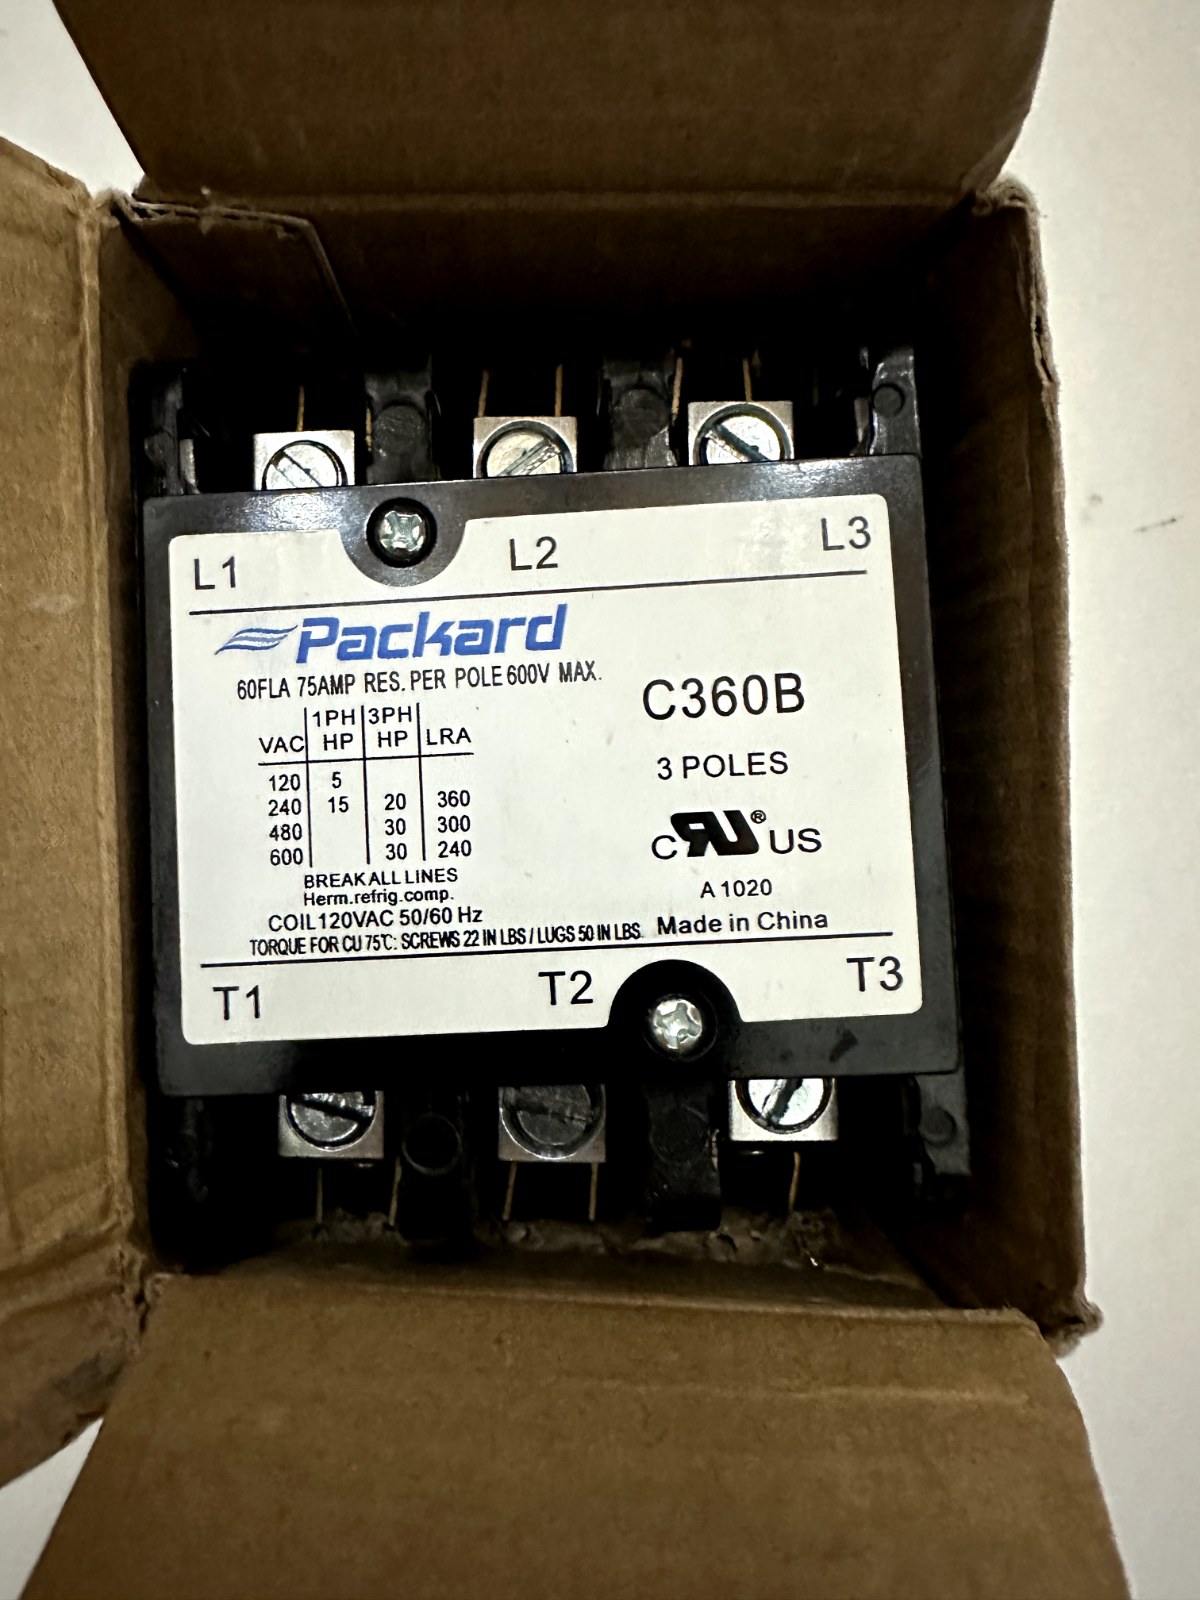 L1 L2 L3
Packard
60FLA 75AMP RES. PER POLE 600V MAX.
C360B
VAC 1PH HP 3PH HP LRA
120 5
240 15 20 360
480 30 300
600 30 240
3 POLES
C RU® US
BREAK ALL LINES
Herm.refrig.comp.
A 1020
COIL 120VAC 50/60 Hz
TORQUE FOR CU 75℃: SCREWS 22 IN LBS / LUGS 50 IN LBS.
Made in China
T1 T2 T3